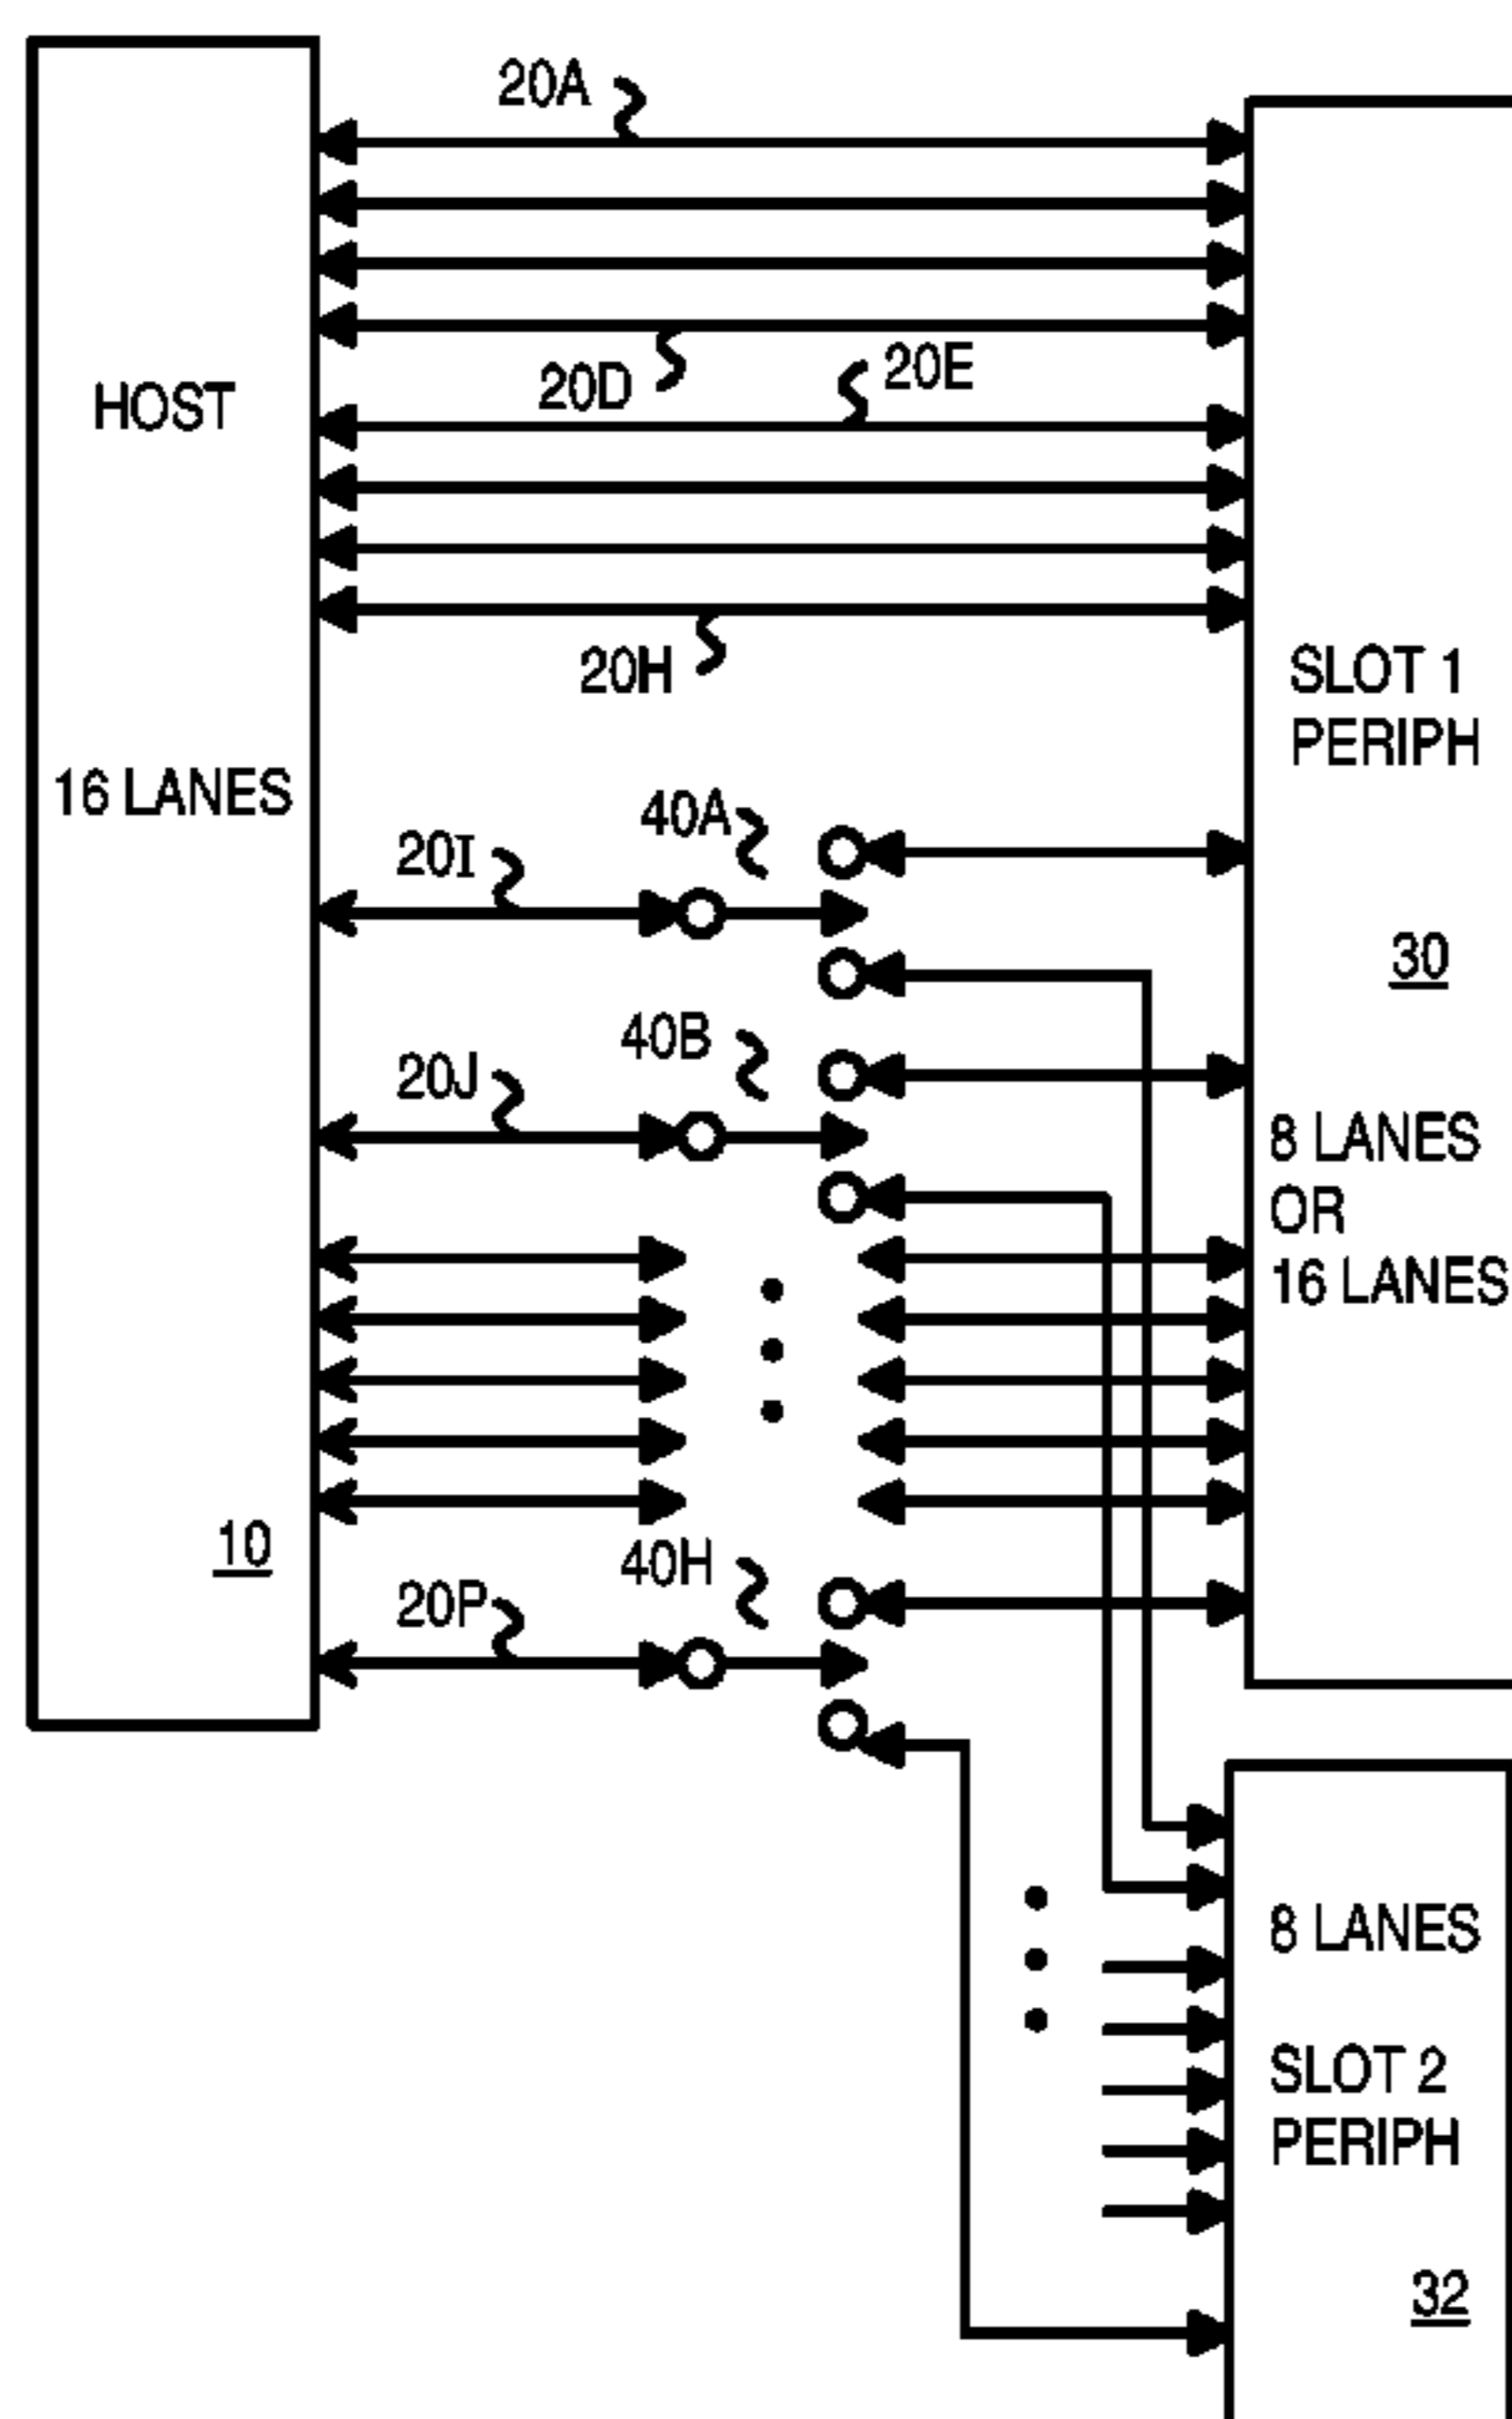 20A
20D
20E
HOST
20H
SLOT 1
PERIPH
16 LANES
40A
20I
30
40B
20J
8 LANES
OR
16 LANES
10
40H
20P
8 LANES
SLOT 2
PERIPH
32